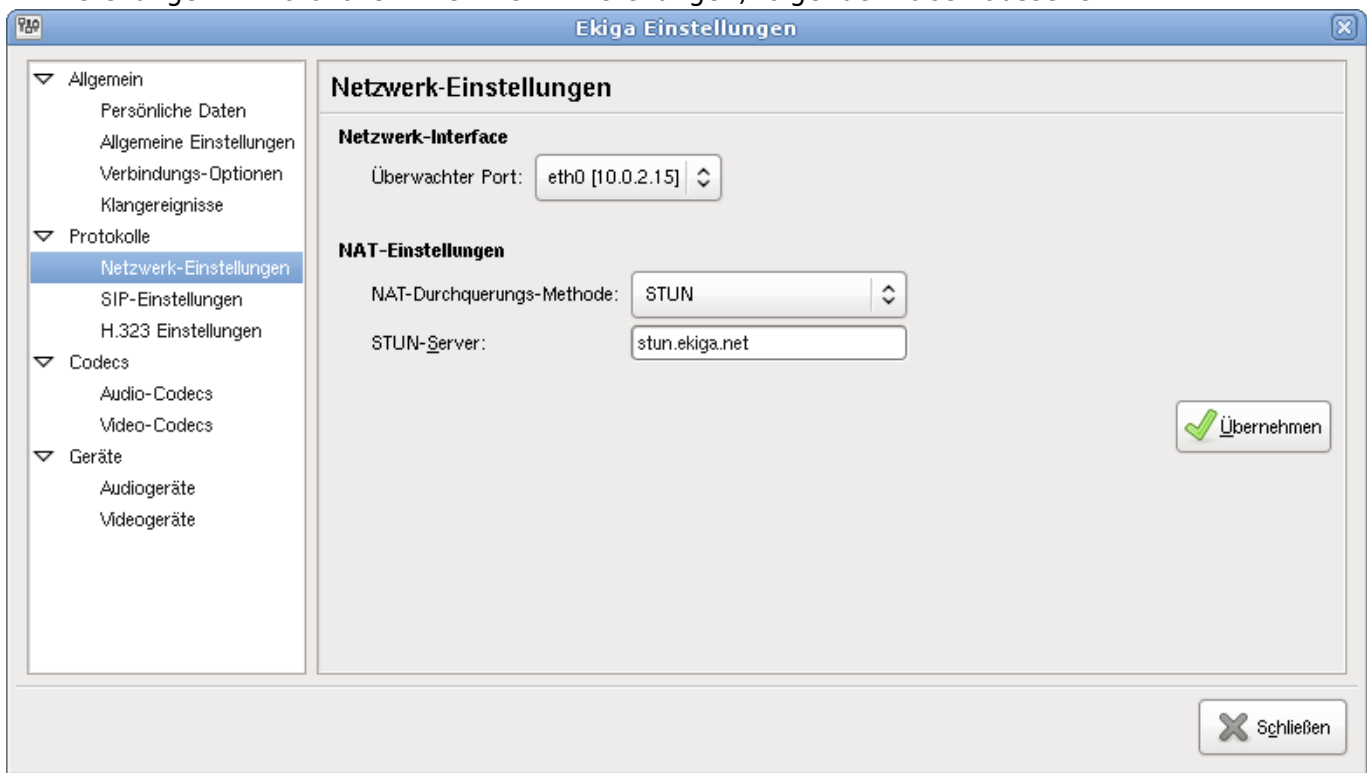 Ekiga Einstellungen
Allgemein
Persönliche Daten
Allgemeine Einstellungen
Verbindungs-Optionen
Klangereignisse
Protokolle
Netzwerk-Einstellungen
SIP-Einstellungen
H.323 Einstellungen
Codecs
Audio-Codecs
Video-Codecs
Geräte
Audiogeräte
Videogeräte
Netzwerk-Einstellungen
Netzwerk-Interface
Überwachter Port: eth0 [10.0.2.15]
NAT-Einstellungen
NAT-Durchquerungs-Methode: STUN
STUN-Server: stun.ekiga.net
Übernehmen
Schließen